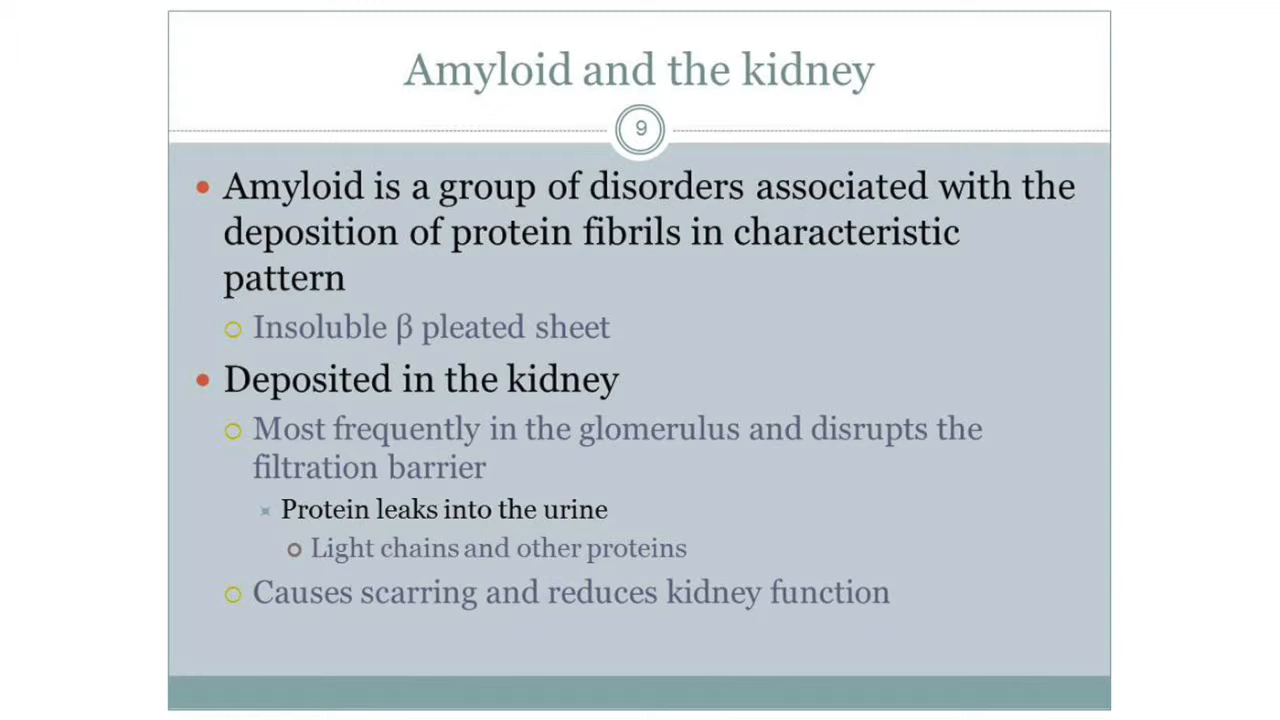 Amyloid and the kidney
9
Amyloid is a group of disorders associated with the
deposition of protein fibrils in characteristic
pattern
Insoluble β pleated sheet
Deposited in the kidney
Most frequently in the glomerulus and disrupts the
filtration barrier
Protein leaks into the urine
Light chains and other proteins
Causes scarring and reduces kidney function